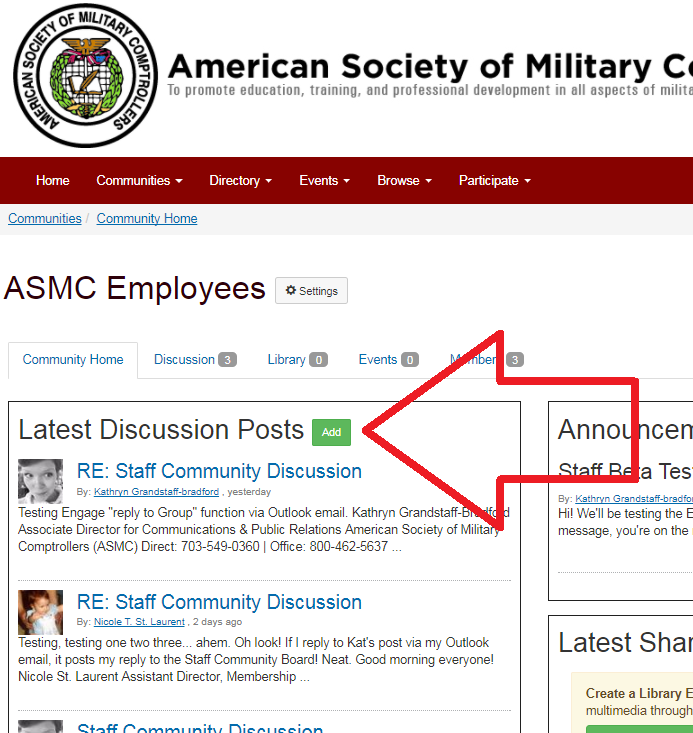 AMERICAN SOCIETY OF MILITARY COMPTROLLERS
American Society of Military Co
To promote education, training, and professional development in all aspects of milita
Home Communities Directory Events Browse Participate
Communities / Community Home
ASMC Employees Settings
Community Home Discussion 3 Library 0 Events 0 Member 3
Latest Discussion Posts Add
RE: Staff Community Discussion
By: Kathryn Grandstaff-bradford , yesterday
Testing Engage "reply to Group" function via Outlook email. Kathryn Grandstaff-Bradford
Associate Director for Communications & Public Relations American Society of Military
Comptrollers (ASMC) Direct: 703-549-0360 | Office: 800-462-5637 ...
RE: Staff Community Discussion
By: Nicole T. St. Laurent , 2 days ago
Testing, testing one two three... ahem. Oh look! If I reply to Kat's post via my Outlook
email, it posts my reply to the Staff Community Board! Neat. Good morning everyone!
Nicole St. Laurent Assistant Director, Membership ...
Staff Community Discussion
Announcem
Staff Beta Tes
By: Kathryn Grandstaff-bradfor
Hi! We'll be testing the E
message, you're on the
Latest Shar
Create a Library E
multimedia through